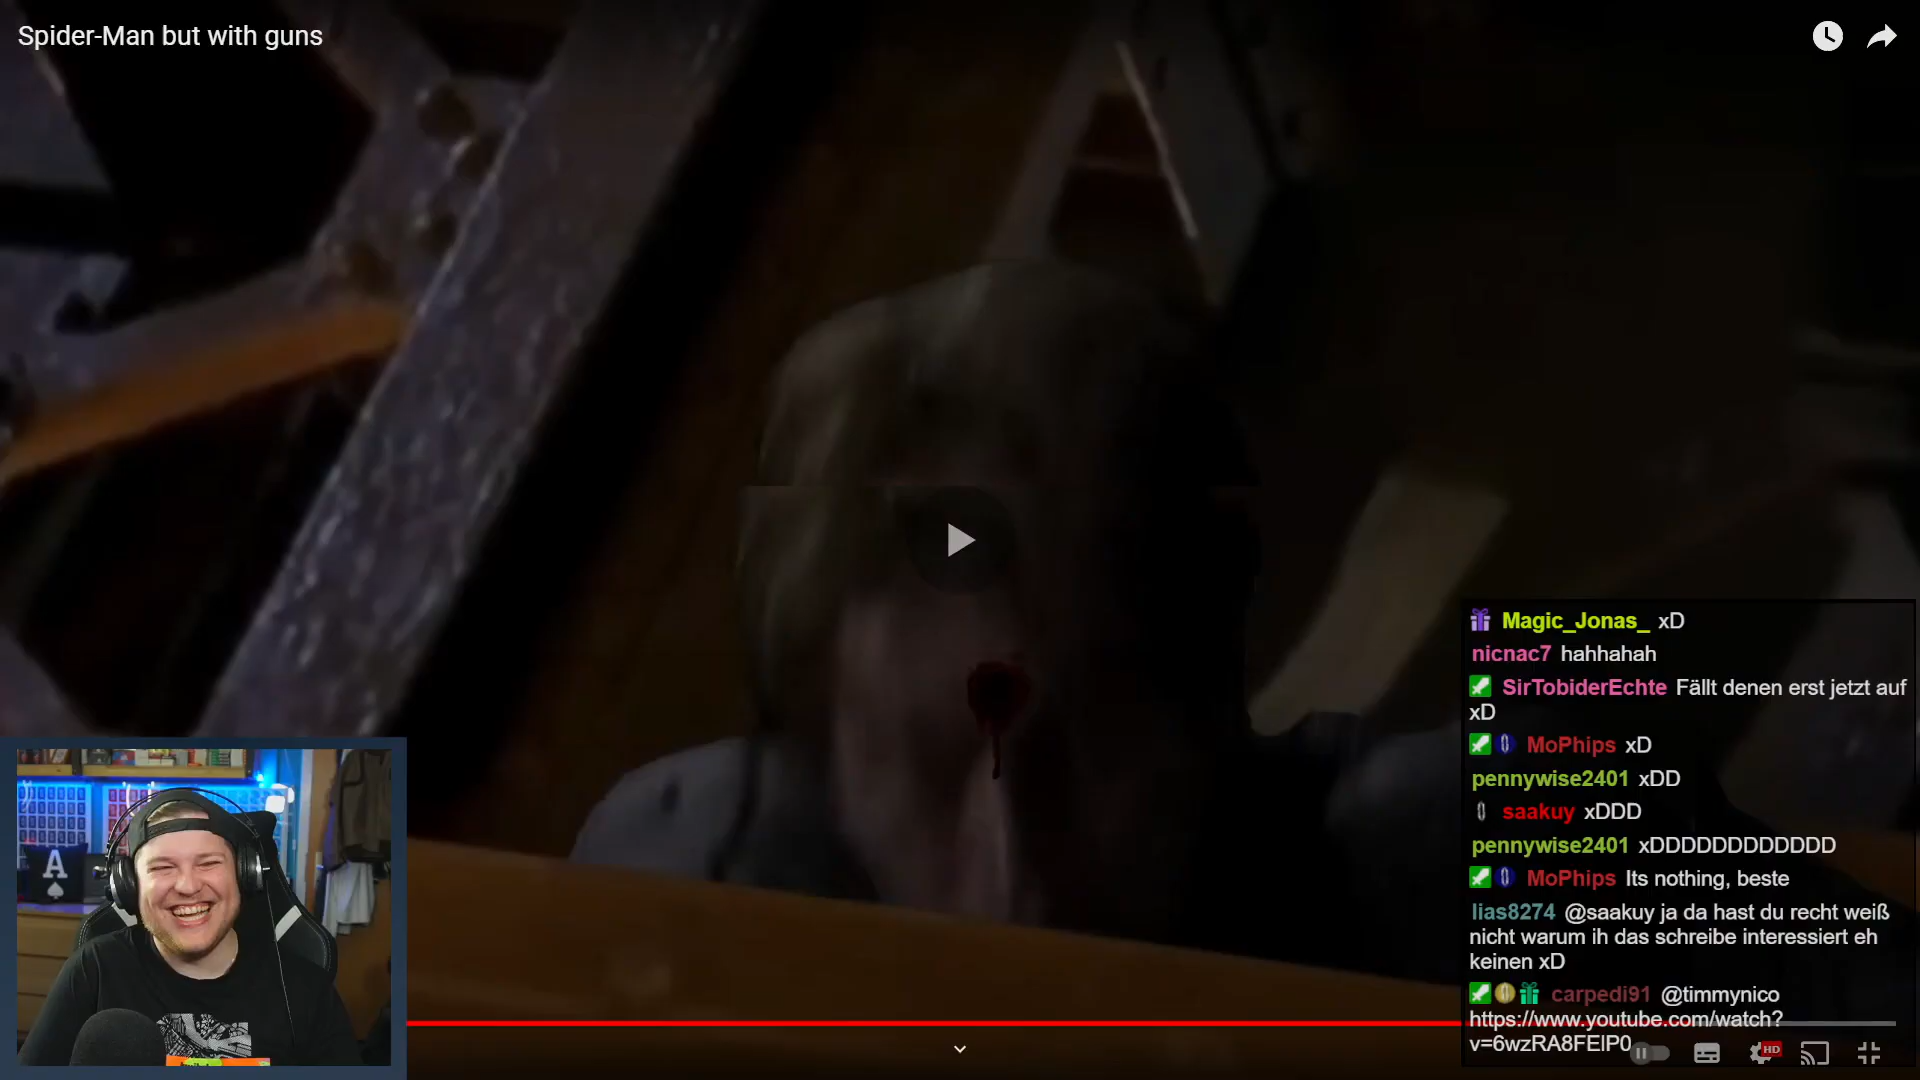 Spider-Man but with guns
Magic_Jonas_ xD
nicnac7 hahhahah
SirTobiderEchte Fällt denen erst jetzt auf
xD
MoPhips xD
pennywise2401 xDD
saakuy xDDD
pennywise2401 xDDDDDDDDDDDD
MoPhips Its nothing, beste
lias8274 @saakuy ja da hast du recht weiß
nicht warum ih das schreibe interessiert eh
keinen xD
carpedi91 @timmynico
https://www.youtube.com/watch?
v=6wzRA8FElP0
HD
A